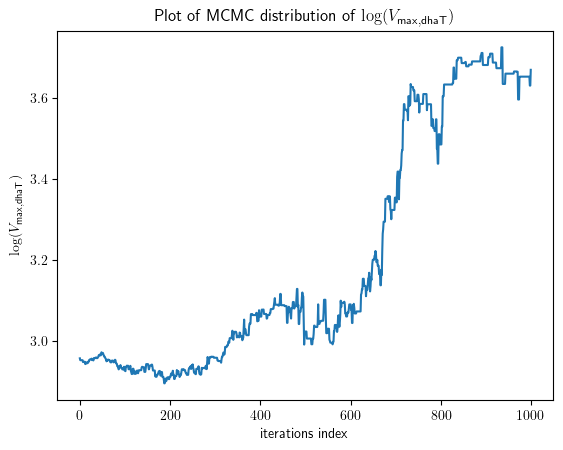 Plot of MCMC distribution of log(V_max,dhaT)
log(V_max,dhaT)
3.6
3.4
3.2
3.0
0 200 400 600 800 1000
iterations index